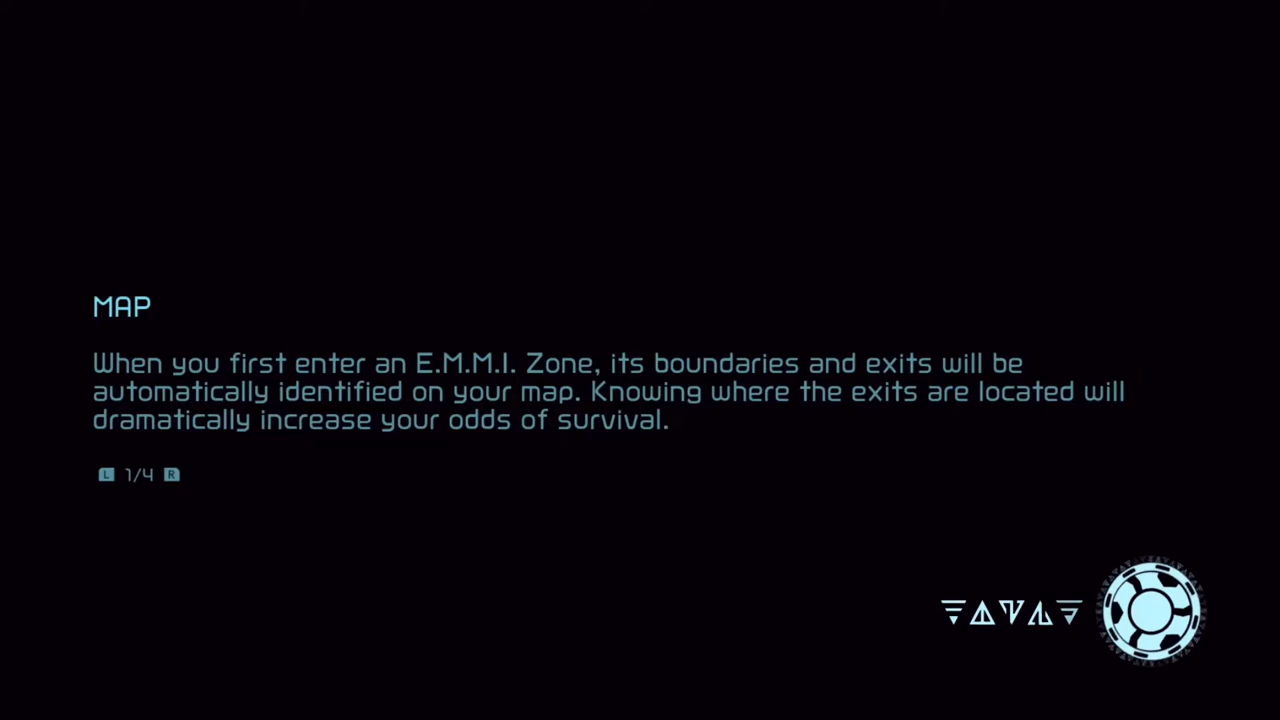 MAP
When you first enter an E.M.M.I. Zone, its boundaries and exits will be
automatically identified on your map. Knowing where the exits are located will
dramatically increase your odds of survival.
L 1/4 R